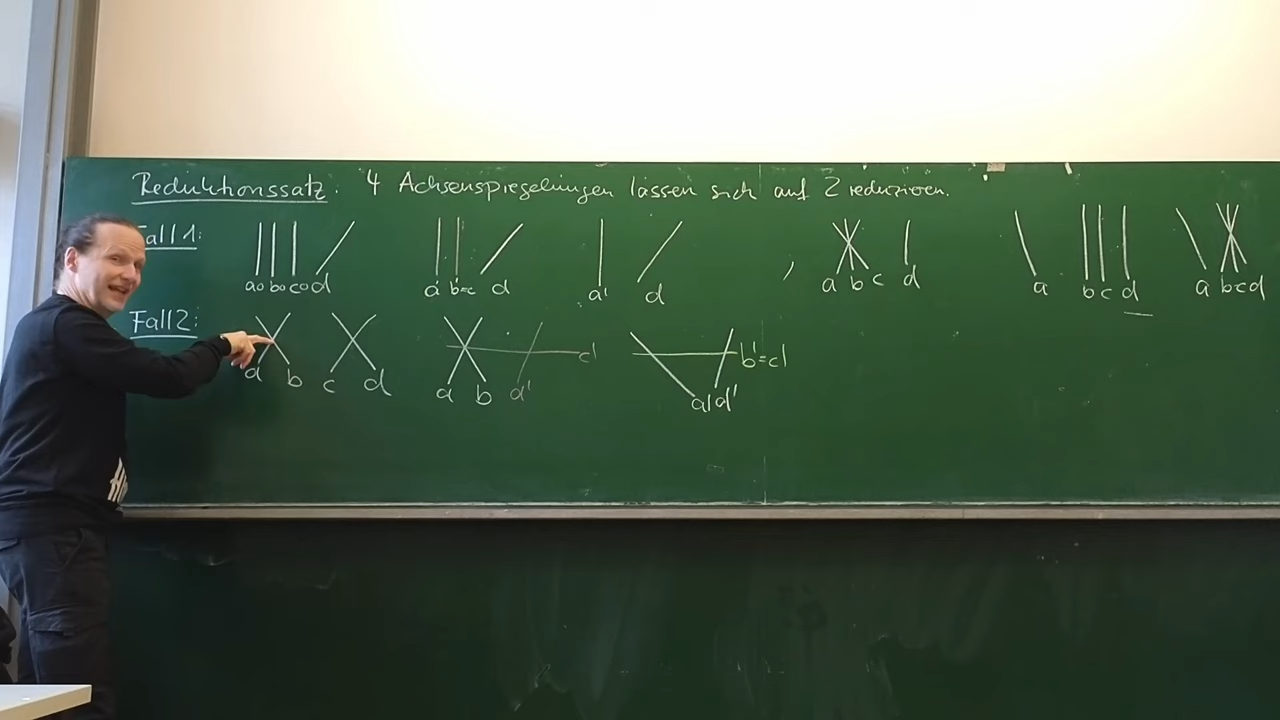 Reduktionssatz: 4 Achsenspiegelungen lassen sich auf 2 reduzieren.
Fall 1:
a∘b∘c∘d a' b'=c d a' d , a b c d a b c d a b c d
Fall 2:
a b c d a b d' c' a' d' b'=c'